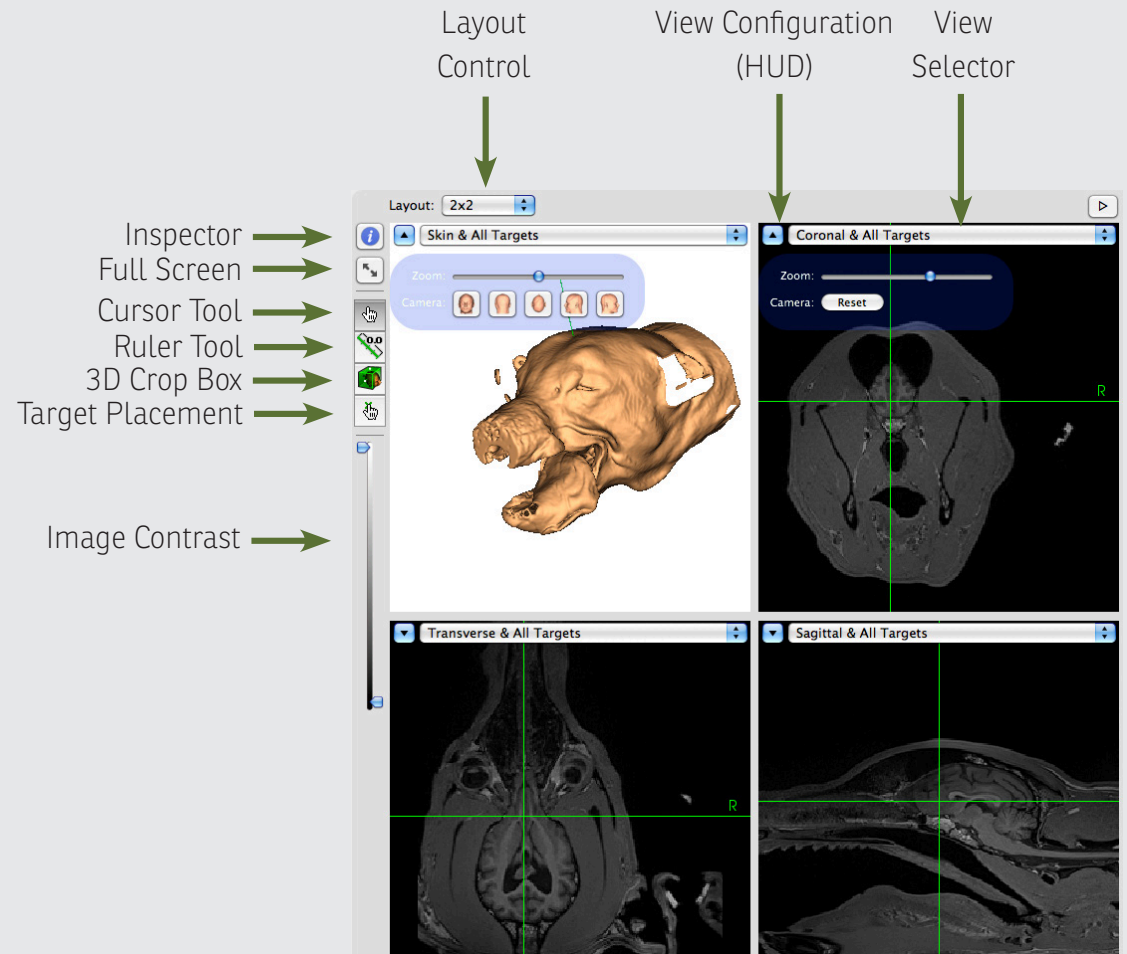 Layout
Control
View Configuration
(HUD)
View
Selector
Layout: 2x2
Inspector
Full Screen
Cursor Tool
Ruler Tool
3D Crop Box
Target Placement
Image Contrast
i
0.0
Skin & All Targets
Zoom:
Camera:
Coronal & All Targets
Zoom:
Camera: Reset
R
Transverse & All Targets
R
Sagittal & All Targets